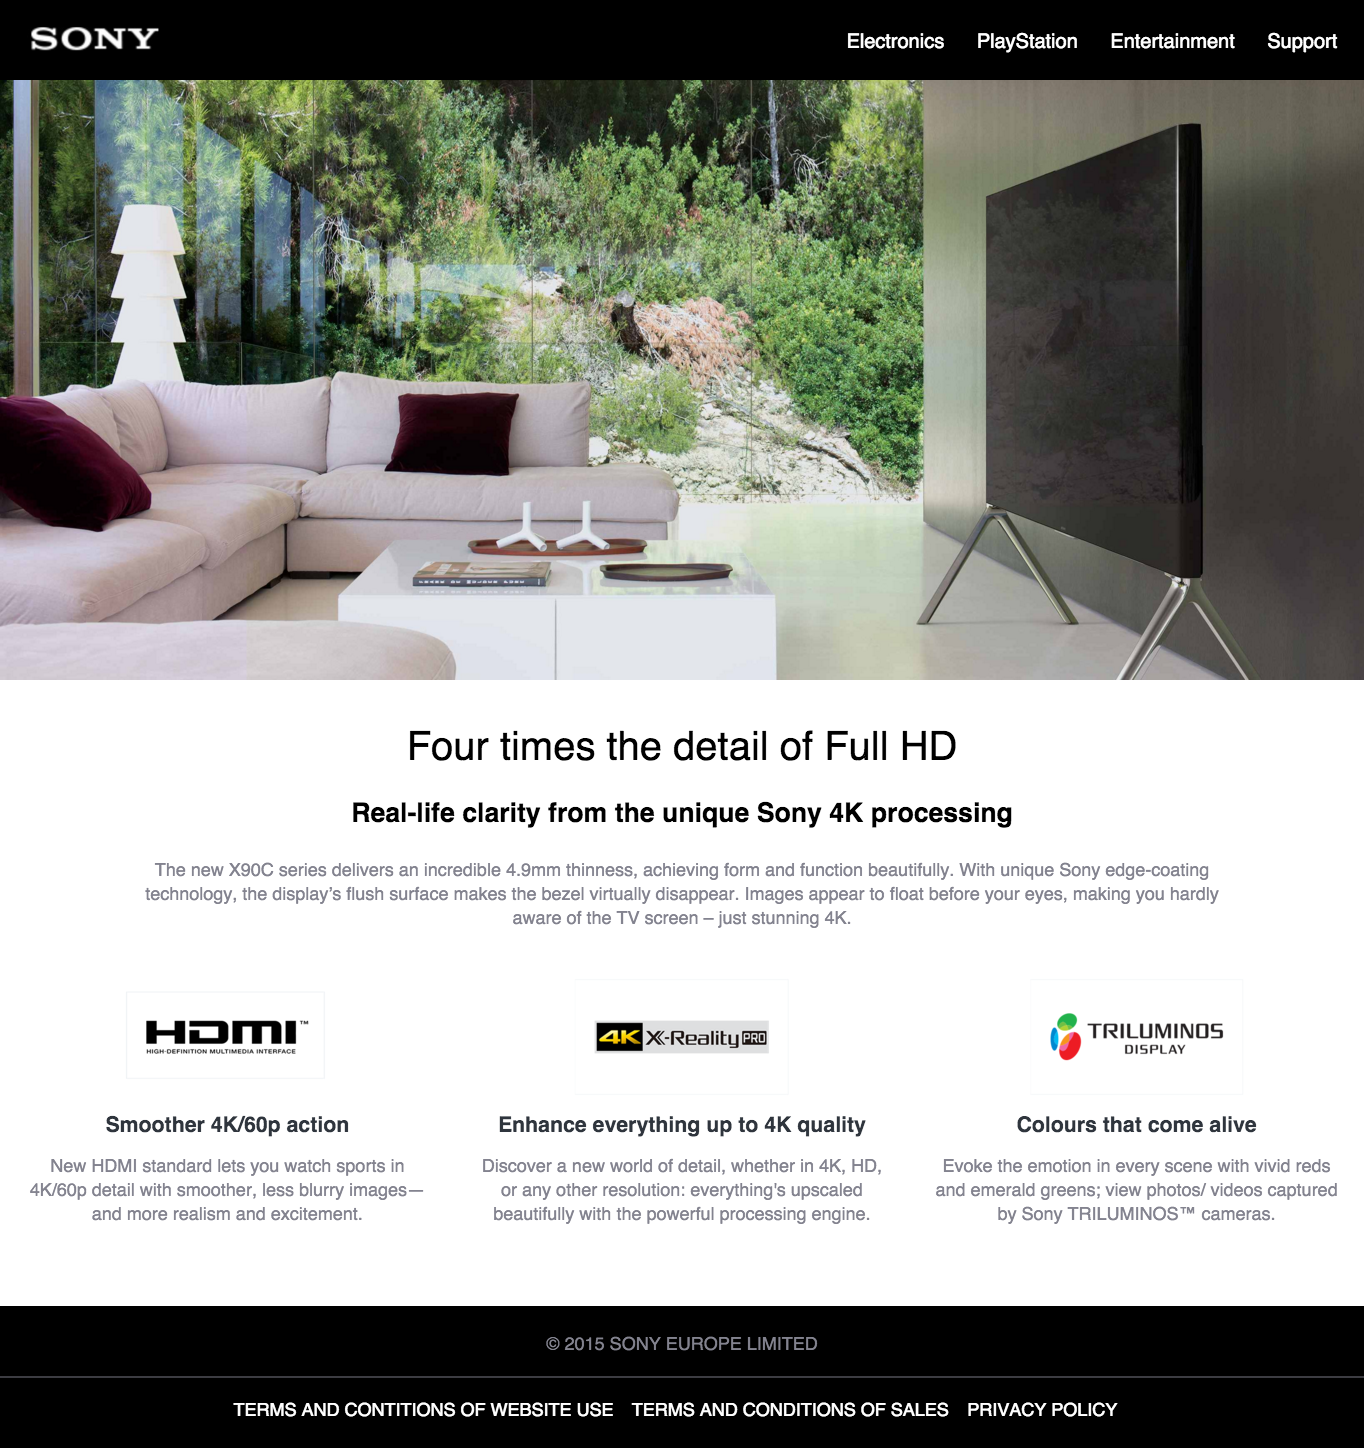 SONY
Electronics PlayStation Entertainment Support
Four times the detail of Full HD
Real-life clarity from the unique Sony 4K processing
The new X90C series delivers an incredible 4.9mm thinness, achieving form and function beautifully. With unique Sony edge-coating
technology, the display’s flush surface makes the bezel virtually disappear. Images appear to float before your eyes, making you hardly
aware of the TV screen – just stunning 4K.
HDMI™
HIGH-DEFINITION MULTIMEDIA INTERFACE
4K X-Reality PRO
TRILUMINOS
DISPLAY
Smoother 4K/60p action
New HDMI standard lets you watch sports in
4K/60p detail with smoother, less blurry images—
and more realism and excitement.
Enhance everything up to 4K quality
Discover a new world of detail, whether in 4K, HD,
or any other resolution: everything's upscaled
beautifully with the powerful processing engine.
Colours that come alive
Evoke the emotion in every scene with vivid reds
and emerald greens; view photos/ videos captured
by Sony TRILUMINOS™ cameras.
© 2015 SONY EUROPE LIMITED
TERMS AND CONTITIONS OF WEBSITE USE TERMS AND CONDITIONS OF SALES PRIVACY POLICY